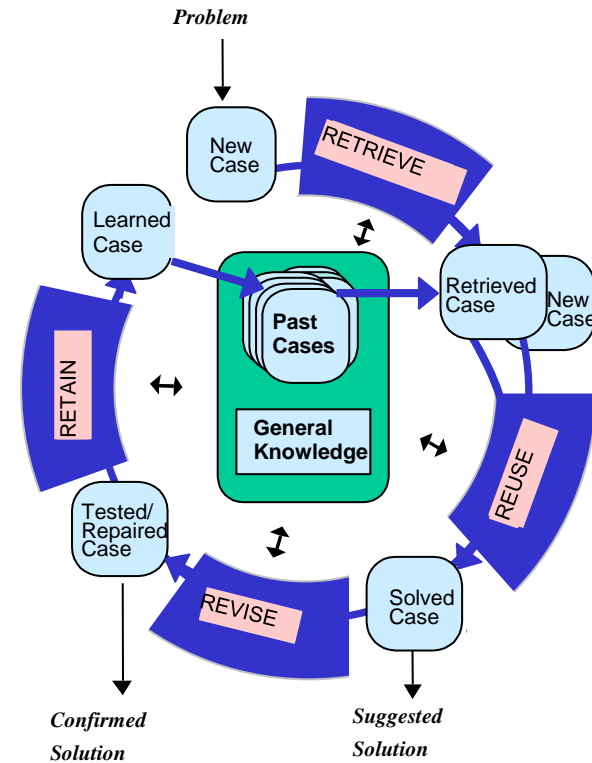 Problem
New
Case
RETRIEVE
Learned
Case
Retrieved
Case
New
Case
Past
Cases
General
Knowledge
RETAIN
REUSE
Tested/
Repaired
Case
REVISE
Solved
Case
Confirmed
Solution
Suggested
Solution